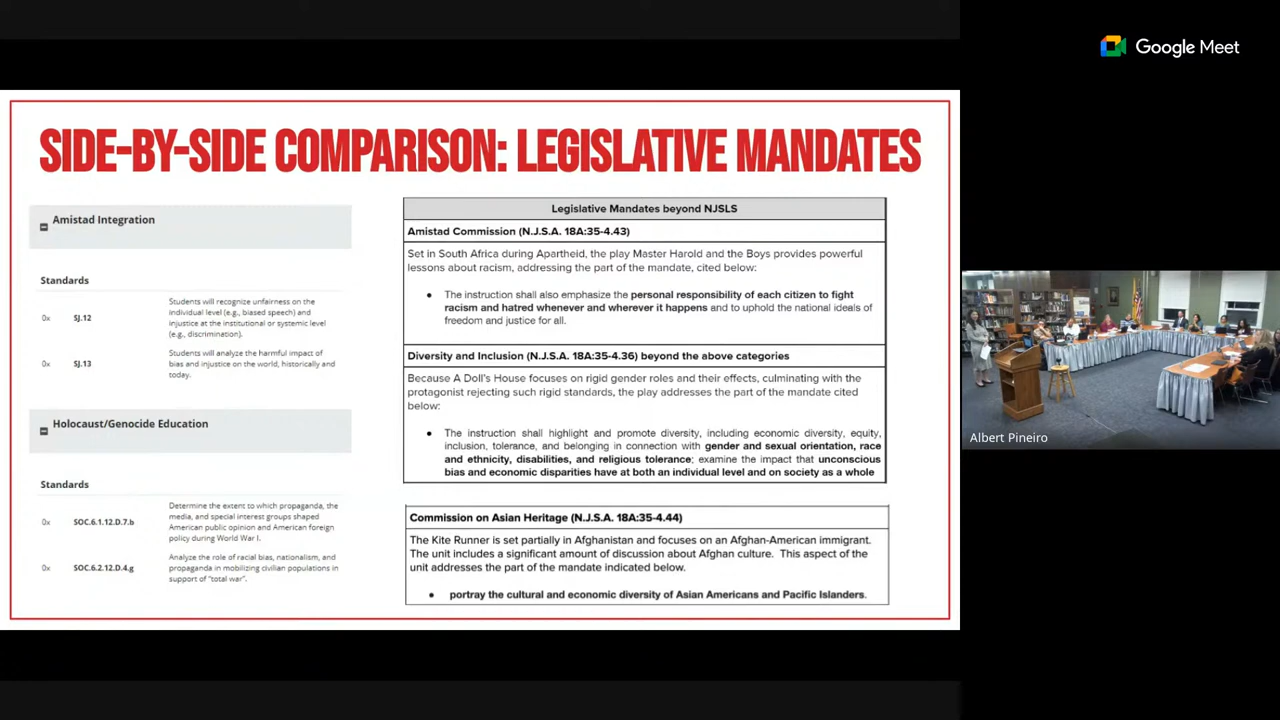 Google Meet
SIDE-BY-SIDE COMPARISON: LEGISLATIVE MANDATES
Amistad Integration
Standards
0x SJ.12 Students will recognize unfairness on the
individual level (e.g., biased speech) and
injustice at the institutional or systemic level
(e.g., discrimination).
0x SJ.13 Students will analyze the harmful impact of
bias and injustice on the world, historically and
today.
Holocaust/Genocide Education
Standards
0x SOC.6.1.12.D.7.b Determine the extent to which propaganda, the
media, and special interest groups shaped
American public opinion and American foreign
policy during World War I.
0x SOC.6.2.12.D.4.g Analyze the role of racial bias, nationalism, and
propaganda in mobilizing civilian populations in
support of "total war".
Legislative Mandates beyond NJSLS
Amistad Commission (N.J.S.A. 18A:35-4.43)
Set in South Africa during Apartheid, the play Master Harold and the Boys provides powerful
lessons about racism, addressing the part of the mandate, cited below:
• The instruction shall also emphasize the personal responsibility of each citizen to fight
racism and hatred whenever and wherever it happens and to uphold the national ideals of
freedom and justice for all.
Diversity and Inclusion (N.J.S.A. 18A:35-4.36) beyond the above categories
Because A Doll's House focuses on rigid gender roles and their effects, culminating with the
protagonist rejecting such rigid standards, the play addresses the part of the mandate cited
below:
• The instruction shall highlight and promote diversity, including economic diversity, equity,
inclusion, tolerance, and belonging in connection with gender and sexual orientation, race
and ethnicity, disabilities, and religious tolerance; examine the impact that unconscious
bias and economic disparities have at both an individual level and on society as a whole
Commission on Asian Heritage (N.J.S.A. 18A:35-4.44)
The Kite Runner is set partially in Afghanistan and focuses on an Afghan-American immigrant.
The unit includes a significant amount of discussion about Afghan culture. This aspect of the
unit addresses the part of the mandate indicated below.
• portray the cultural and economic diversity of Asian Americans and Pacific Islanders.
Albert Pineiro